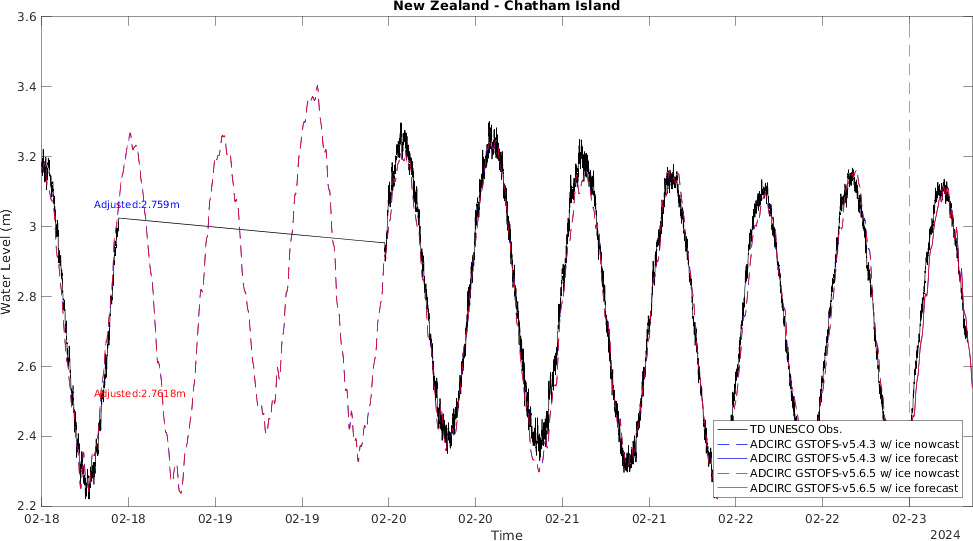 New Zealand - Chatham Island
3.6
3.4
3.2
3
2.8
2.6
2.4
2.2
Water Level (m)
Adjusted:2.759m
Adjusted:2.7618m
TD UNESCO Obs.
ADCIRC GSTOFS-v5.4.3 w/ ice nowcast
ADCIRC GSTOFS-v5.4.3 w/ ice forecast
ADCIRC GSTOFS-v5.6.5 w/ ice nowcast
ADCIRC GSTOFS-v5.6.5 w/ ice forecast
02-18 02-18 02-19 02-19 02-20 02-20 02-21 02-21 02-22 02-22 02-23
Time
2024